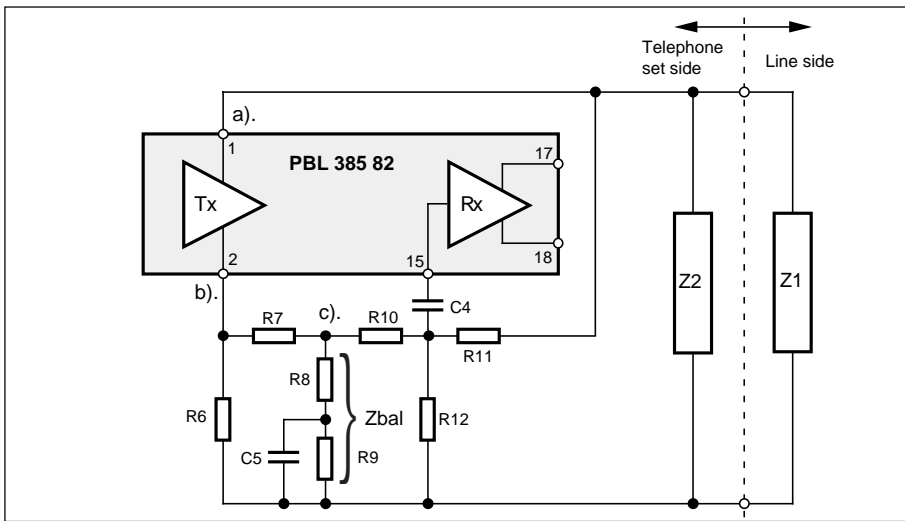 Telephone
set side
Line side
a).
1
PBL 385 82
17
Tx
Rx
18
2
15
b).
C4
Z2
Z1
R7
c).
R10
R11
R8
R6
Zbal
R12
C5
R9